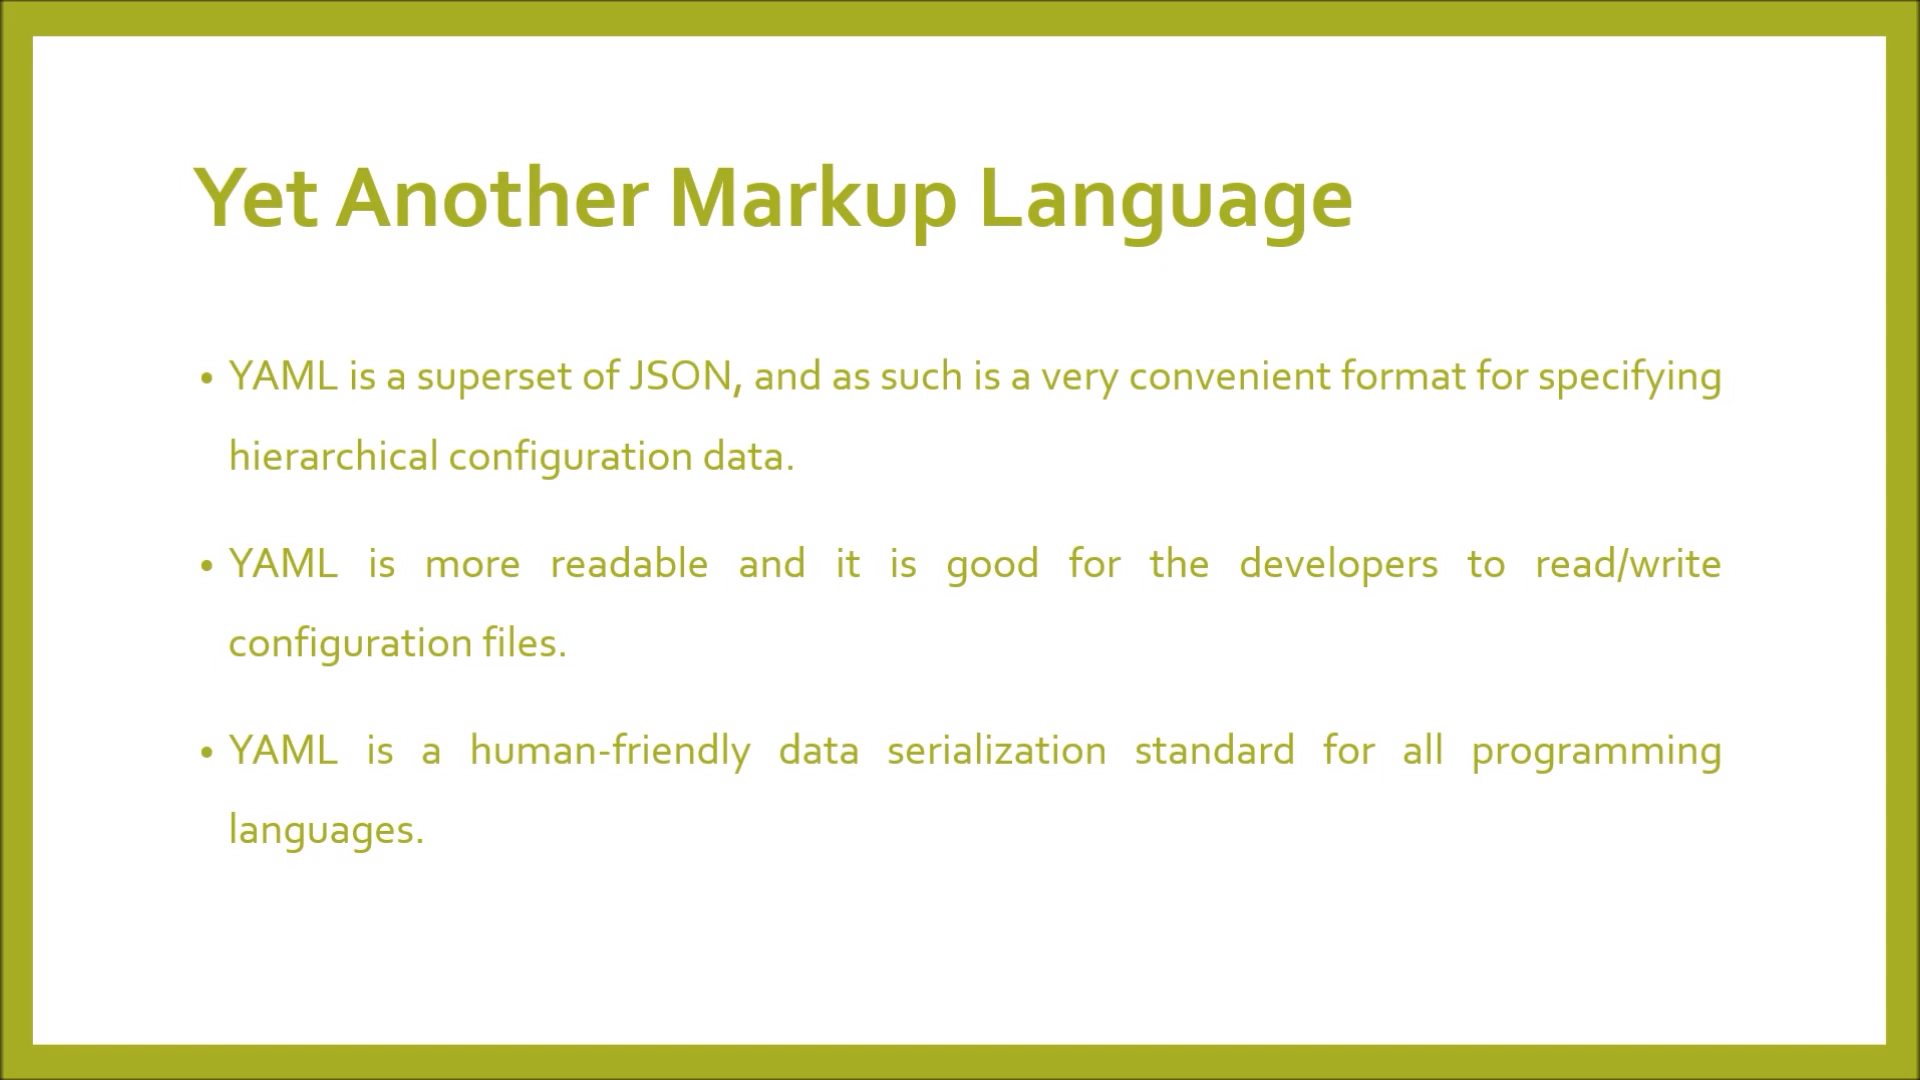 Yet Another Markup Language
• YAML is a superset of JSON, and as such is a very convenient format for specifying
hierarchical configuration data.
• YAML is more readable and it is good for the developers to read/write
configuration files.
• YAML is a human-friendly data serialization standard for all programming
languages.